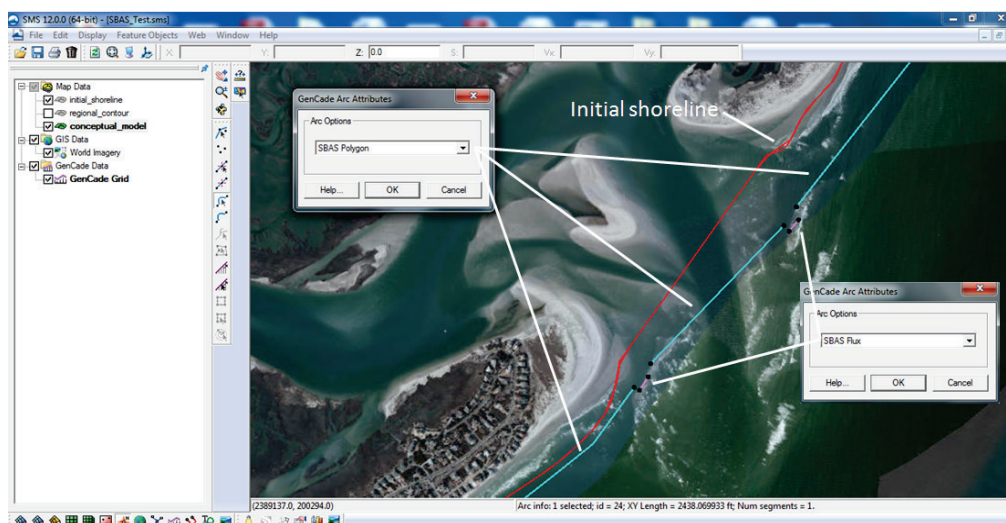 SMS 12.0.0 (64-bit) - [SBAS_Test.sms]
File Edit Display Feature Objects Web Window Help
X: Y: Z: 0.0 S: Vx: Vy:
Map Data
initial_shoreline
regional_contour
conceptual_model
GIS Data
World Imagery
GenCade Data
GenCade Grid
GenCade Arc Attributes
Arc Options
SBAS Polygon
Help... OK Cancel
Initial shoreline
GenCade Arc Attributes
Arc Options
SBAS Flux
Help... OK Cancel
(2389137.0, 200294.0) Arc info: 1 selected; id = 24; XY Length = 2438.069933 ft; Num segments = 1.